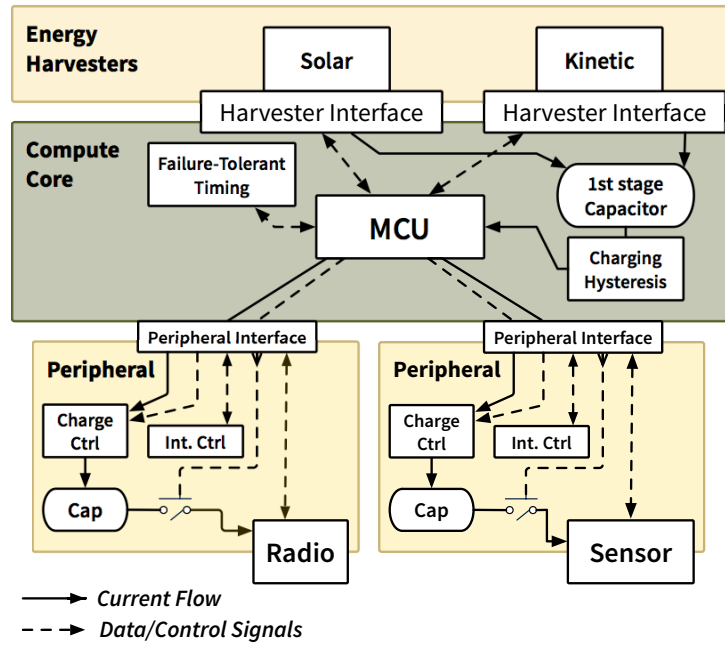 Energy
Harvesters
Solar
Kinetic
Harvester Interface
Harvester Interface
Compute
Core
Failure-Tolerant
Timing
1st stage
Capacitor
MCU
Charging
Hysteresis
Peripheral Interface
Peripheral Interface
Peripheral
Peripheral
Charge
Ctrl
Int. Ctrl
Charge
Ctrl
Int. Ctrl
Cap
Cap
Radio
Sensor
Current Flow
Data/Control Signals